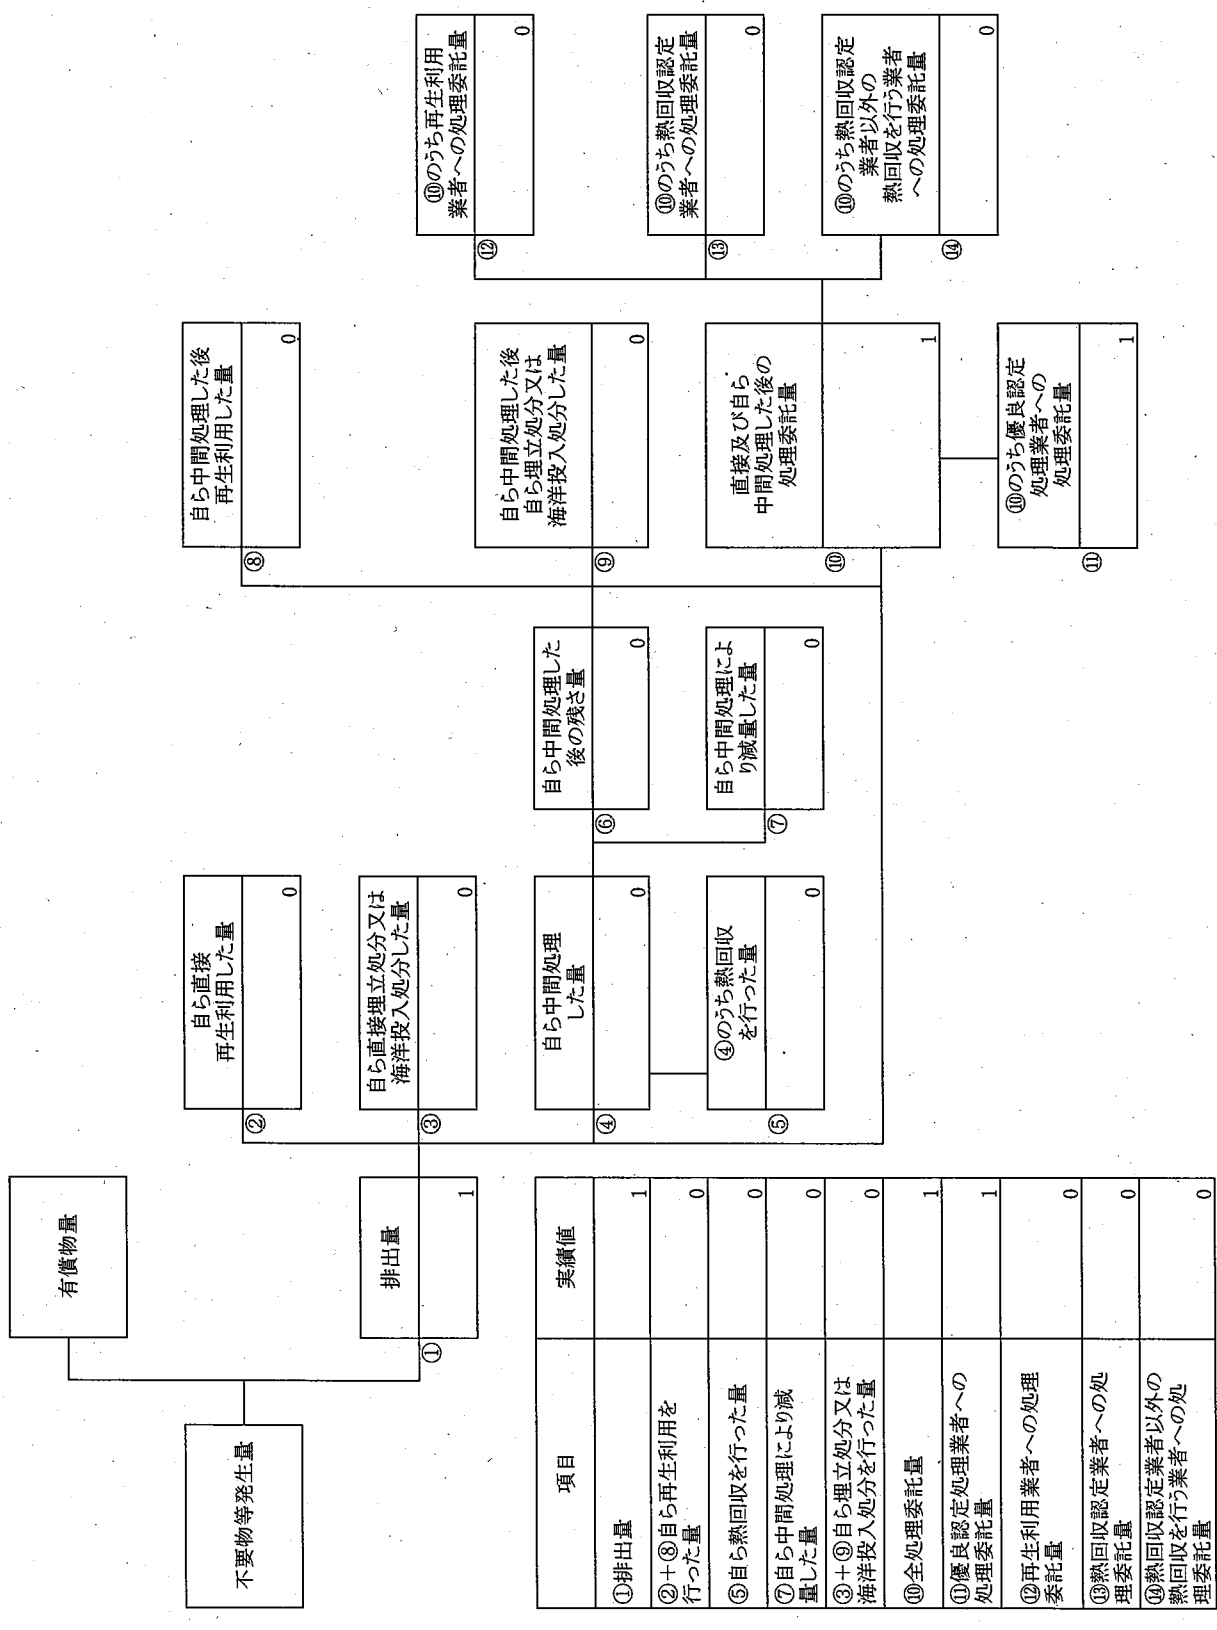 不要物等発生量
有償物量
①
排出量
1
②
自ら直接
再生利用した量
0
③
自ら直接埋立処分又は
海洋投入処分した量
0
④
自ら中間処理
した量
0
⑤
④のうち熱回収
を行った量
0
⑥
自ら中間処理した
後の残さ量
0
⑦
自ら中間処理によ
り減量した量
0
⑧
自ら中間処理した後
再生利用した量
0
⑨
自ら中間処理した後
自ら埋立処分又は
海洋投入処分した量
0
⑩
直接及び自ら
中間処理した後の
処理委託量
1
⑪
⑩のうち優良認定
処理業者への
処理委託量
1
⑫
⑩のうち再生利用
業者への処理委託量
0
⑬
⑩のうち熱回収認定
業者への処理委託量
0
⑭
⑩のうち熱回収認定
業者以外の
熱回収を行う業者
への処理委託量
0
項目 実績値
①排出量 1
②+⑧自ら再生利用を
行った量 0
⑤自ら熱回収を行った量 0
⑦自ら中間処理により減
量した量 0
③+⑨自ら埋立処分又は
海洋投入処分を行った量 0
⑩全処理委託量 1
⑪優良認定処理業者への
処理委託量 1
⑫再生利用業者への処理
委託量 0
⑬熱回収認定業者への処
理委託量 0
⑭熱回収認定業者以外の
熱回収を行う業者への処
理委託量 0